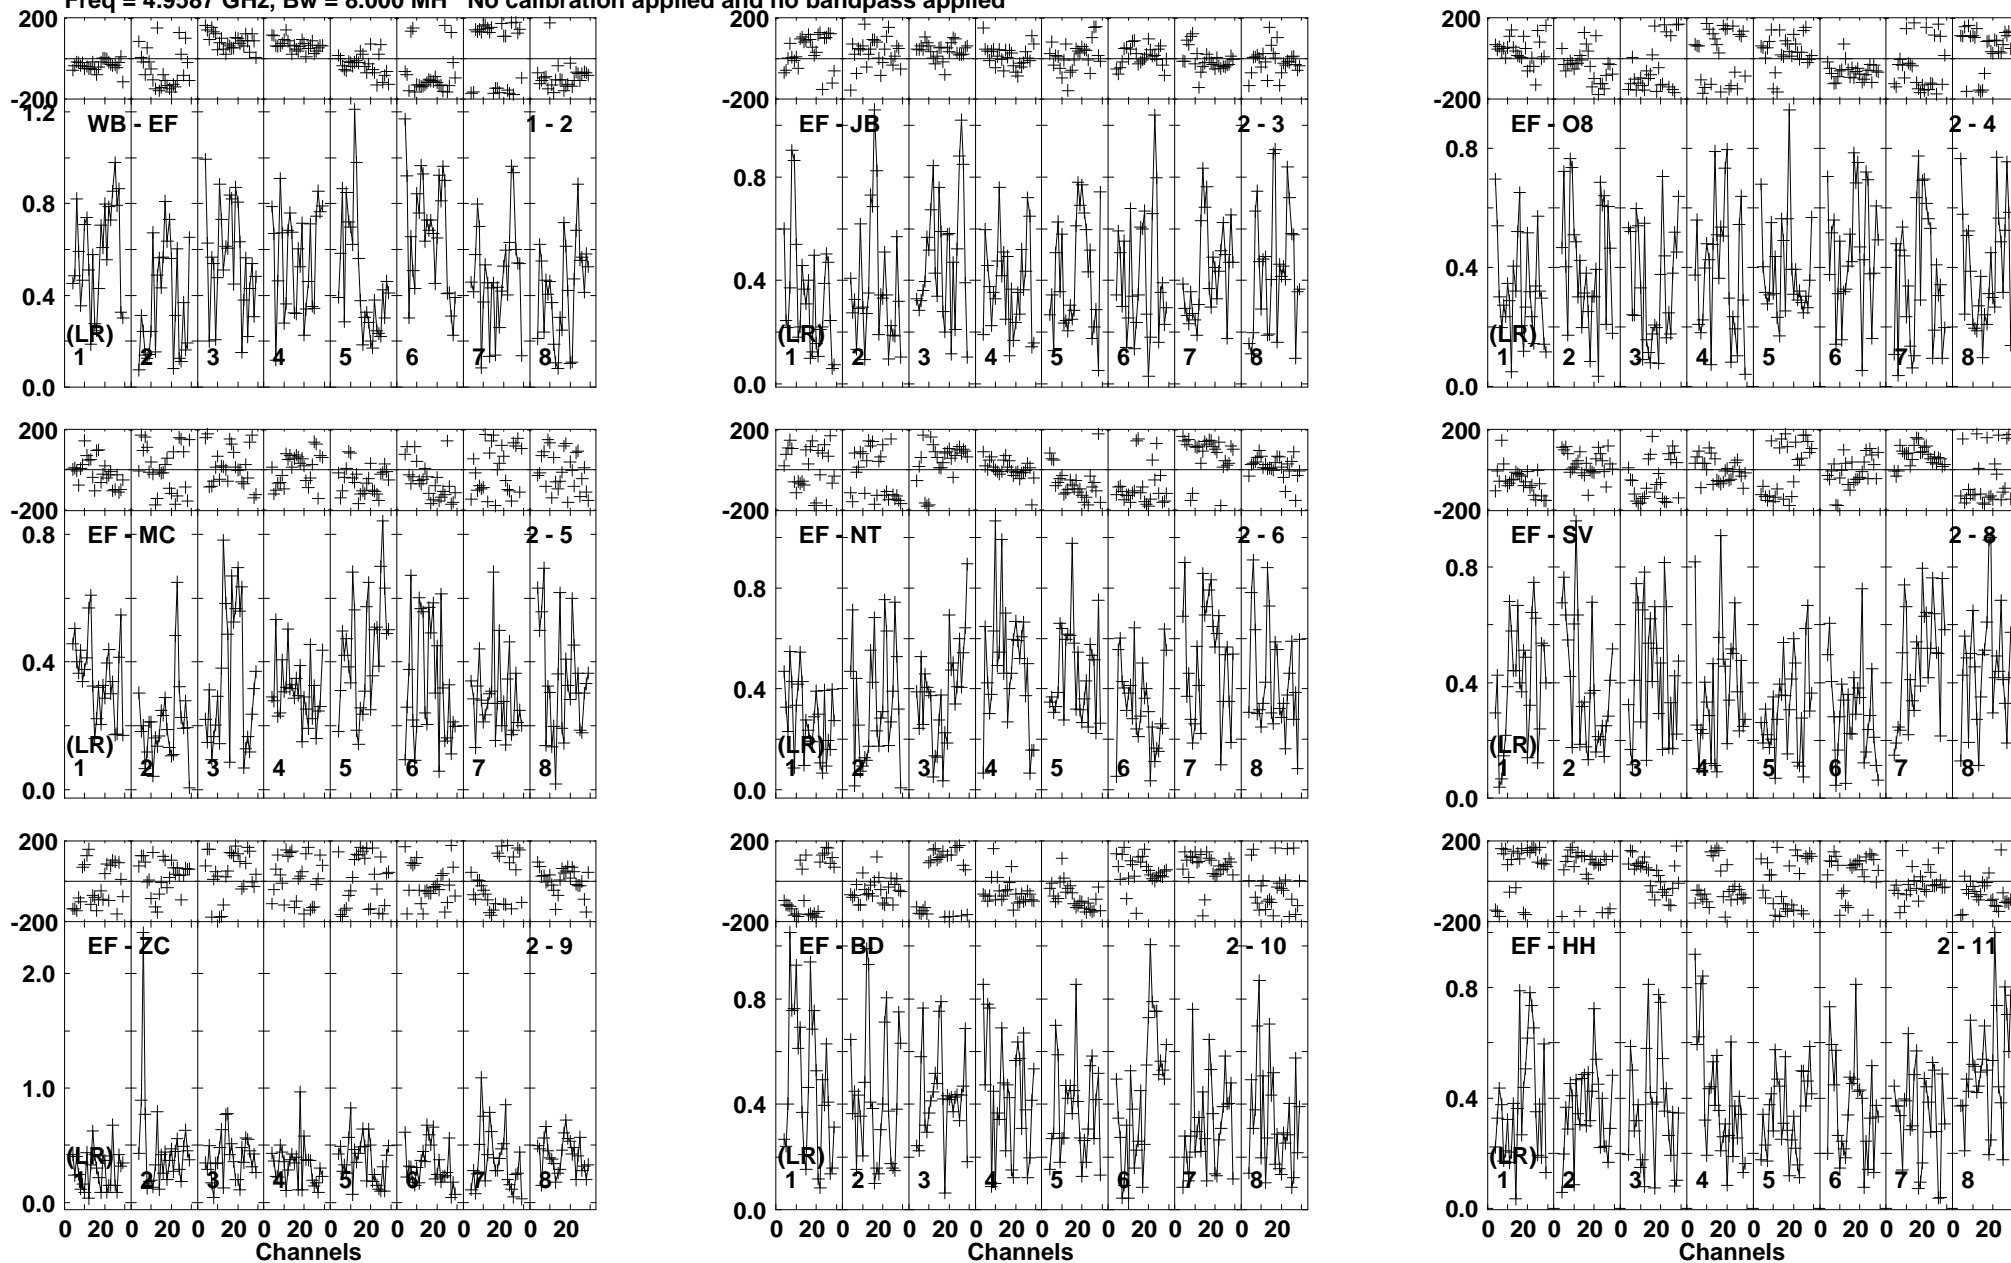 Freq = 4.9587 GHz, Bw = 8.000 MH No calibration applied and no bandpass applied
200 200 200
-200 -200 -200
1.2
WB - EF 1 - 2 EF - JB 2 - 3 EF - O8 2 - 4
0.8 0.8 0.8
0.4 0.4 0.4
(LR) (LR) (LR)
1 2 3 4 5 6 7 8 1 2 3 4 5 6 7 8 1 2 3 4 5 6 7 8
0.0 0.0 0.0
200 200 200
-200 -200 -200
EF - MC 2 - 5 EF - NT 2 - 6 EF - SV 2 - 8
0.8 0.8 0.8
0.4 0.4 0.4
(LR) (LR) (LR)
1 2 3 4 5 6 7 8 1 2 3 4 5 6 7 8 1 2 3 4 5 6 7 8
0.0 0.0 0.0
200 200 200
-200 -200 -200
EF - ZC 2 - 9 EF - BD 2 - 10 EF - HH 2 - 11
2.0 0.8 0.8
1.0 0.4 0.4
(LR) (LR) (LR)
1 2 3 4 5 6 7 8 1 2 3 4 5 6 7 8 1 2 3 4 5 6 7 8
0.0 0.0 0.0
0 20 0 20 0 20 0 20 0 20 0 20 0 20 0 20 0 20 0 20 0 20 0 20 0 20 0 20 0 20 0 20 0 20 0 20 0 20 0 20 0 20 0 20 0 20 0 20
Channels Channels Channels